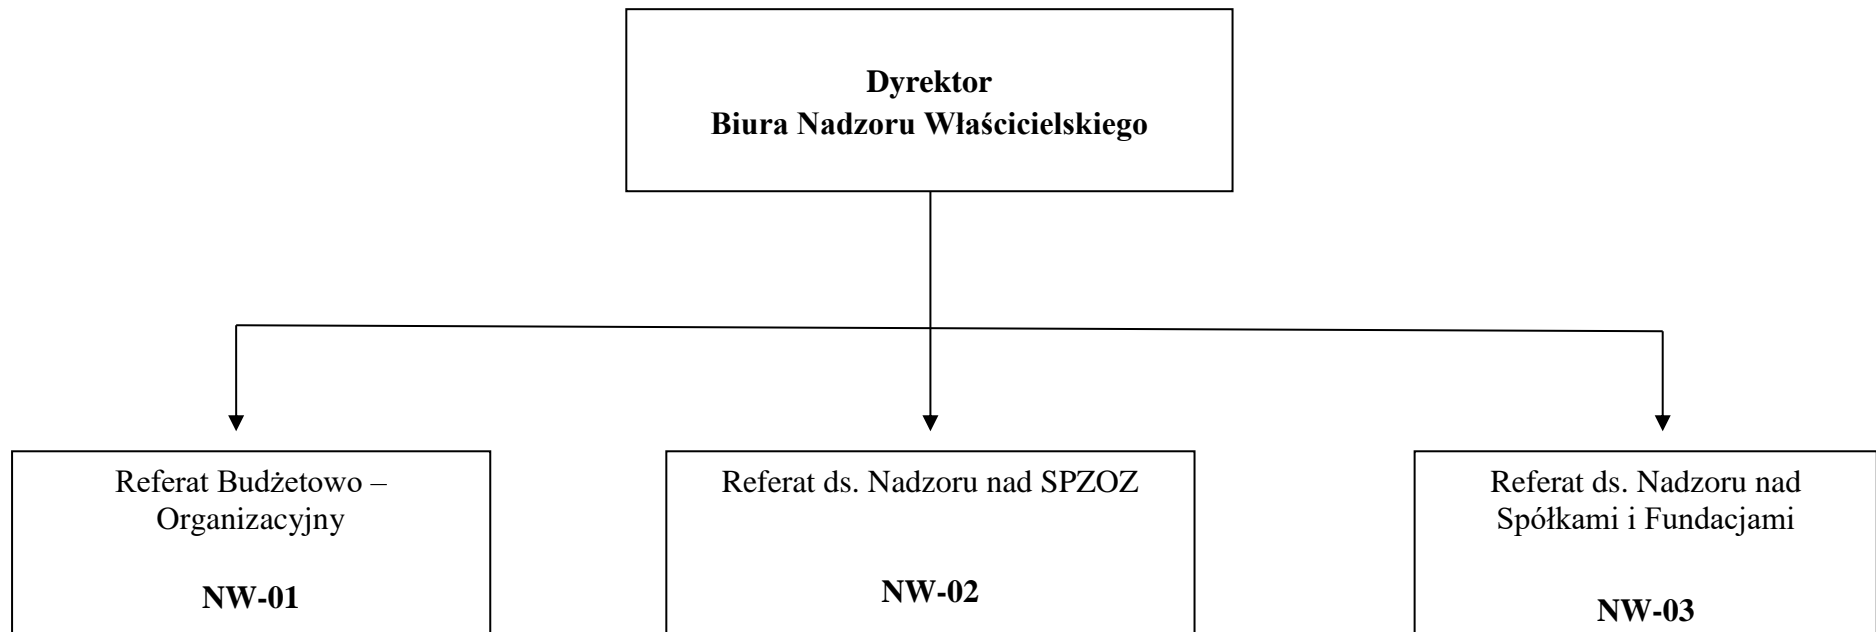 Dyrektor
Biura Nadzoru Właścicielskiego
Referat Budżetowo –
Organizacyjny
NW-01
Referat ds. Nadzoru nad SPZOZ
NW-02
Referat ds. Nadzoru nad
Spółkami i Fundacjami
NW-03